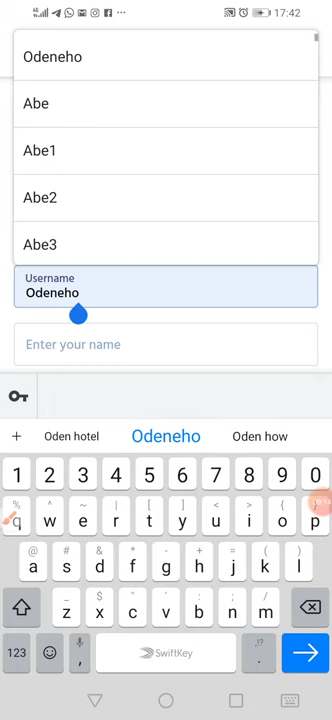 17:42
Odeneho
Abe
Abe1
Abe2
Abe3
Username
Odeneho
Enter your name
+ Oden hotel Odeneho Oden how
1 2 3 4 5 6 7 8 9 0
% ^ ~ | [ ] < > { }
q w e r t y u i o p
@ # & * - + = ( )
a s d f g h j k l
_ $ " ' : ; /
z x c v b n m
,!?
123 , SwiftKey .